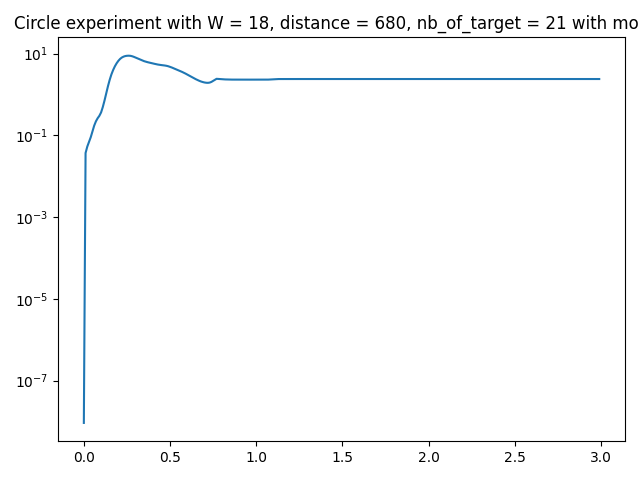 Circle experiment with W = 18, distance = 680, nb_of_target = 21 with mo
10¹
10⁻¹
10⁻³
10⁻⁵
10⁻⁷
0.0 0.5 1.0 1.5 2.0 2.5 3.0